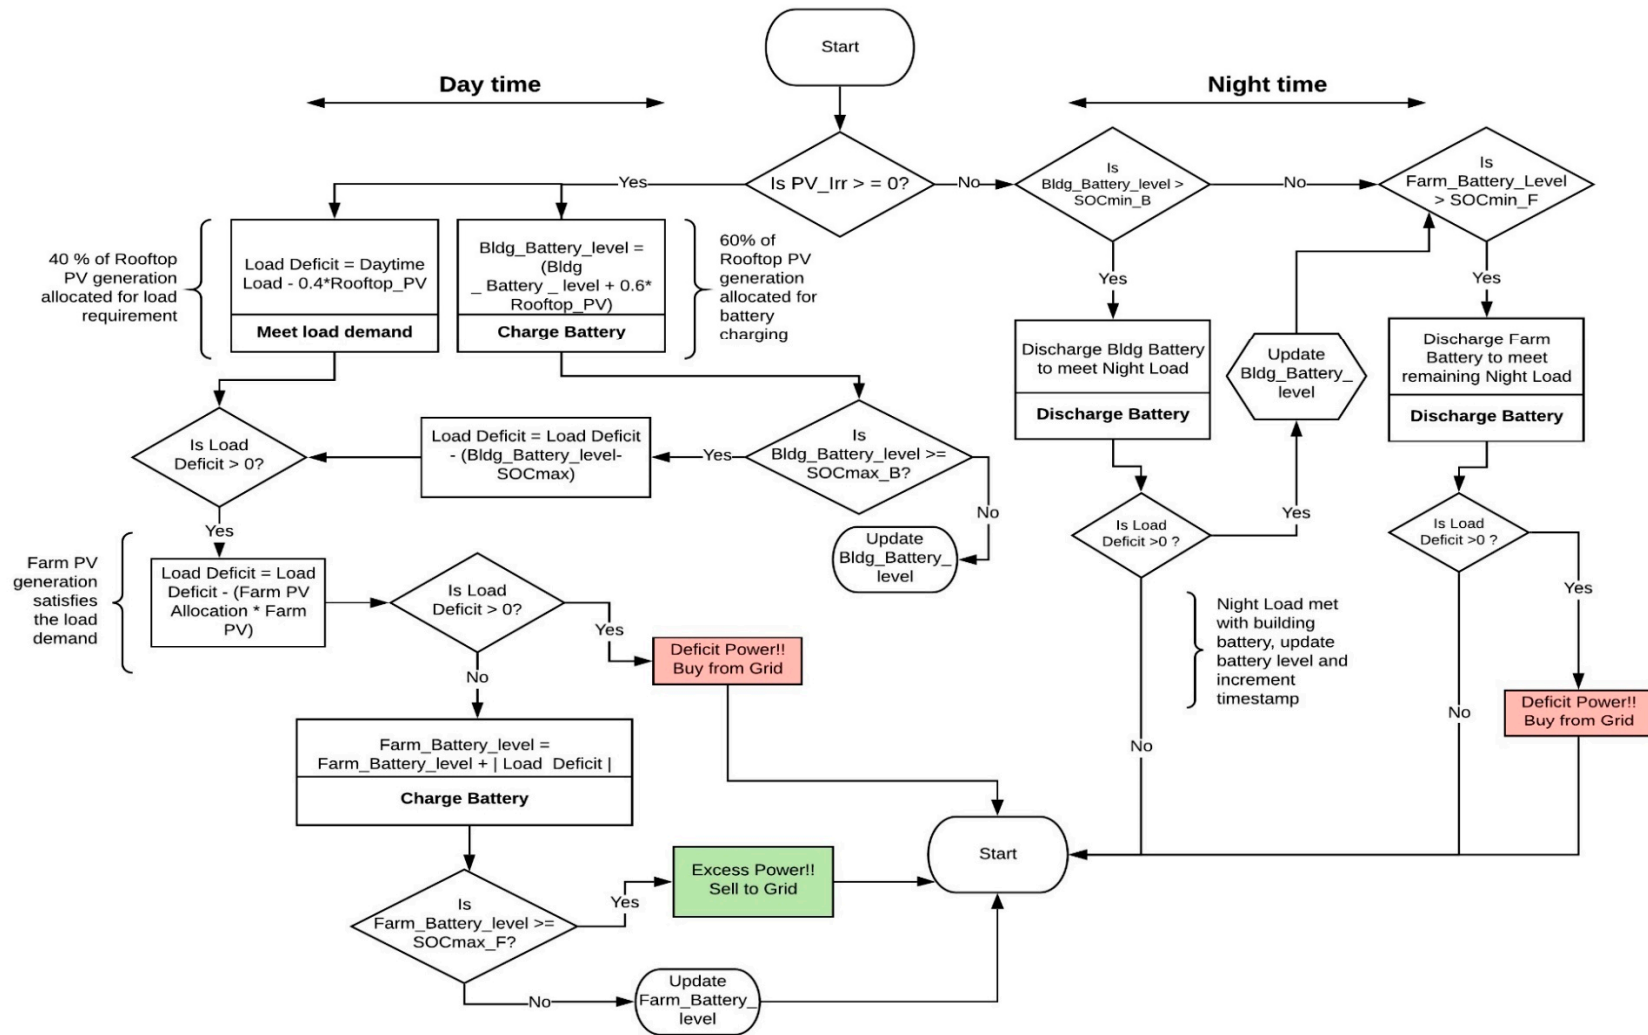 Start
Day time
Night time
Is PV_Irr > = 0?
Yes
No
Is
Bldg_Battery_level >
SOCmin_B
No
Is
Farm_Battery_Level
> SOCmin_F
40 % of Rooftop
PV generation
allocated for load
requirement
Load Deficit = Daytime
Load - 0.4*Rooftop_PV
Meet load demand
Bldg_Battery_level =
(Bldg
_ Battery _ level + 0.6*
Rooftop_PV)
Charge Battery
60% of
Rooftop PV
generation
allocated for
battery
charging
Yes
Yes
Discharge Bldg Battery
to meet Night Load
Discharge Battery
Update
Bldg_Battery_
level
Discharge Farm
Battery to meet
remaining Night Load
Discharge Battery
Is Load
Deficit > 0?
Load Deficit = Load Deficit
- (Bldg_Battery_level-
SOCmax)
Yes
Is
Bldg_Battery_level >=
SOCmax_B?
No
Update
Bldg_Battery_
level
Is Load
Deficit >0 ?
Yes
Is Load
Deficit >0 ?
Yes
Yes
Farm PV
generation
satisfies
the load
demand
Load Deficit = Load
Deficit - (Farm PV
Allocation * Farm
PV)
Is Load
Deficit > 0?
Yes
Deficit Power!!
Buy from Grid
No
Night Load met
with building
battery, update
battery level and
increment
timestamp
No
No
Deficit Power!!
Buy from Grid
Farm_Battery_level =
Farm_Battery_level + | Load  Deficit |
Charge Battery
Start
Is
Farm_Battery_level >=
SOCmax_F?
Yes
Excess Power!!
Sell to Grid
No
Update
Farm_Battery_
level